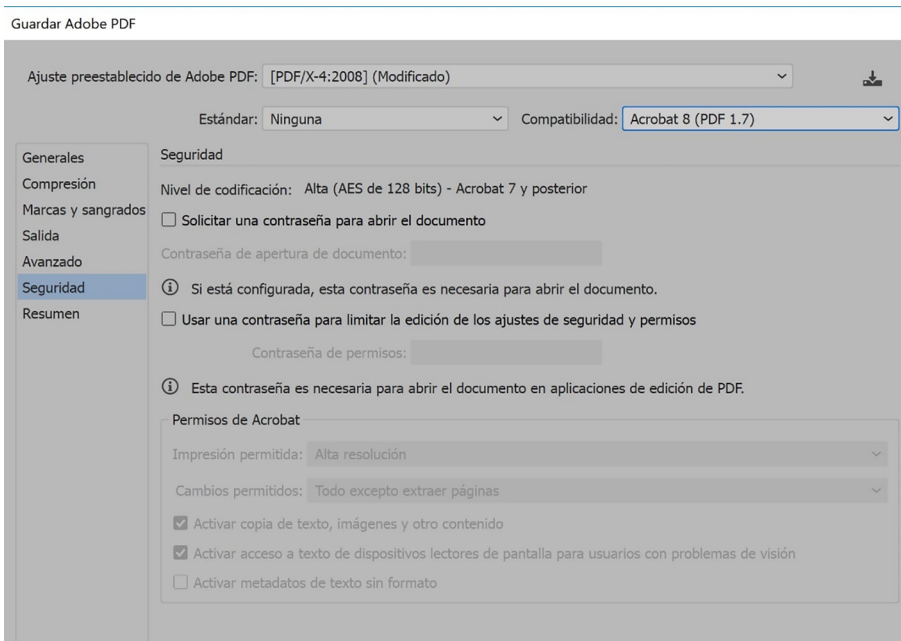 Guardar Adobe PDF
Ajuste preestablecido de Adobe PDF: [PDF/X-4:2008] (Modificado)
Estándar: Ninguna Compatibilidad: Acrobat 8 (PDF 1.7)
Generales
Compresión
Marcas y sangrados
Salida
Avanzado
Seguridad
Resumen
Seguridad
Nivel de codificación: Alta (AES de 128 bits) - Acrobat 7 y posterior
Solicitar una contraseña para abrir el documento
Contraseña de apertura de documento:
Si está configurada, esta contraseña es necesaria para abrir el documento.
Usar una contraseña para limitar la edición de los ajustes de seguridad y permisos
Contraseña de permisos:
Esta contraseña es necesaria para abrir el documento en aplicaciones de edición de PDF.
Permisos de Acrobat
Impresión permitida: Alta resolución
Cambios permitidos: Todo excepto extraer páginas
Activar copia de texto, imágenes y otro contenido
Activar acceso a texto de dispositivos lectores de pantalla para usuarios con problemas de visión
Activar metadatos de texto sin formato